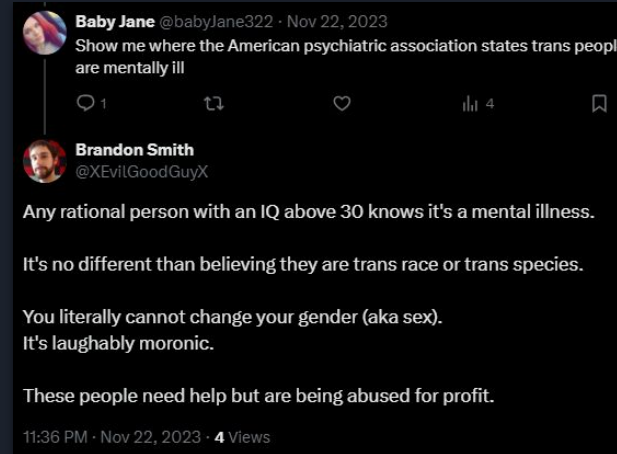 Baby Jane @babyJane322 · Nov 22, 2023
Show me where the American psychiatric association states trans peopl
are mentally ill
1
4
Brandon Smith
@XEvilGoodGuyX
Any rational person with an IQ above 30 knows it's a mental illness.
It's no different than believing they are trans race or trans species.
You literally cannot change your gender (aka sex).
It's laughably moronic.
These people need help but are being abused for profit.
11:36 PM · Nov 22, 2023 · 4 Views